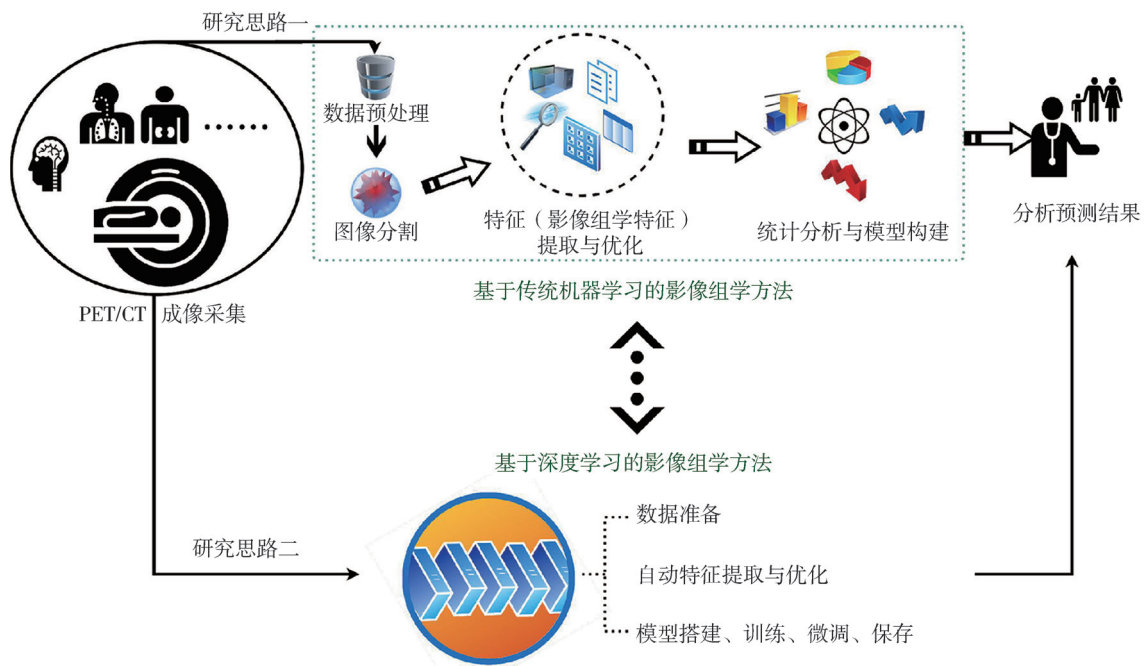 研究思路一
数据预处理
图像分割
特征（影像组学特征）
提取与优化
统计分析与模型构建
分析预测结果
PET/CT 成像采集
基于传统机器学习的影像组学方法
基于深度学习的影像组学方法
研究思路二
数据准备
自动特征提取与优化
模型搭建、训练、微调、保存